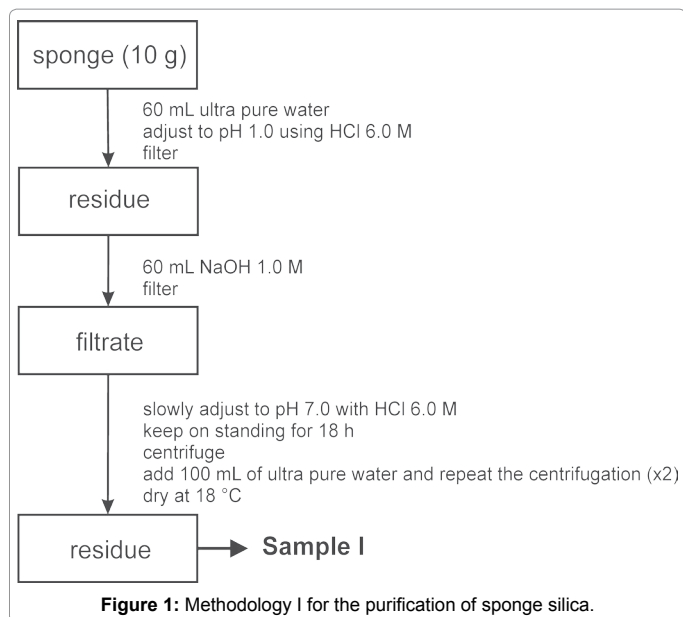 sponge (10 g)
60 mL ultra pure water
adjust to pH 1.0 using HCl 6.0 M
filter
residue
60 mL NaOH 1.0 M
filter
filtrate
slowly adjust to pH 7.0 with HCl 6.0 M
keep on standing for 18 h
centrifuge
add 100 mL of ultra pure water and repeat the centrifugation (x2)
dry at 18 °C
residue
Sample I
Figure 1: Methodology I for the purification of sponge silica.